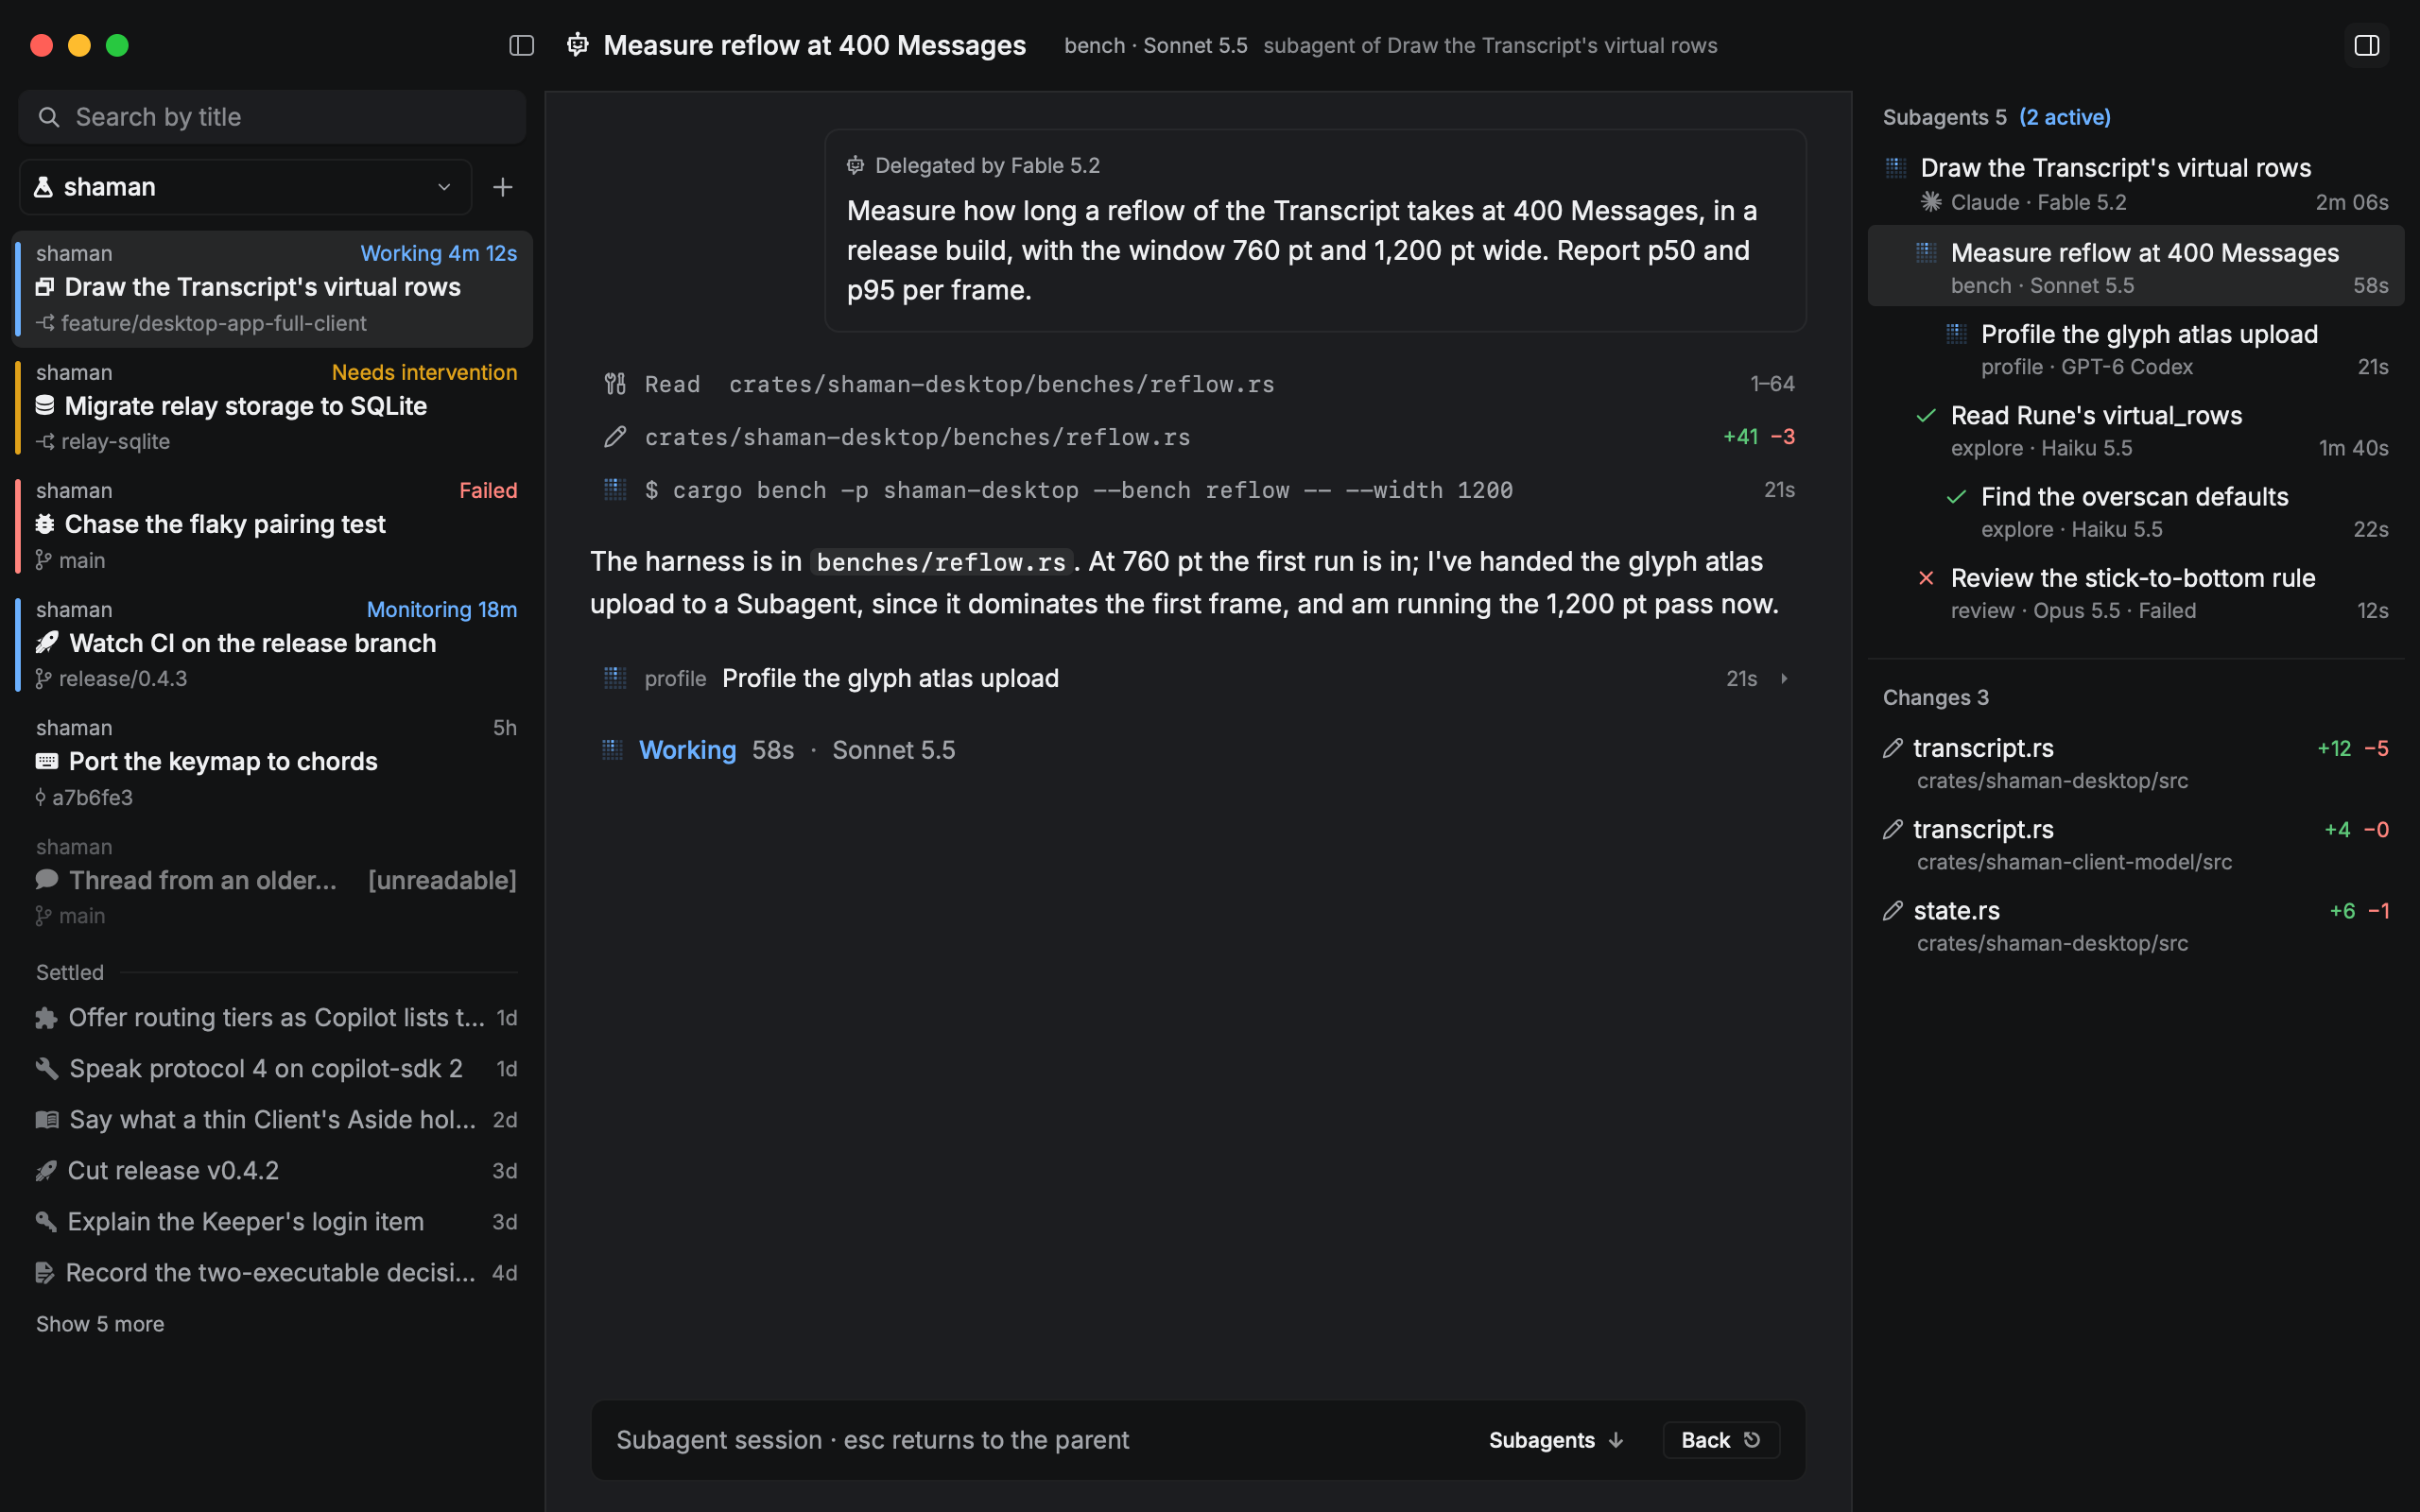 Measure reflow at 400 Messages
bench · Sonnet 5.5 subagent of Draw the Transcript's virtual rows
Search by title
shaman
shaman Working 4m 12s
Draw the Transcript's virtual rows
feature/desktop-app-full-client
shaman Needs intervention
Migrate relay storage to SQLite
relay-sqlite
shaman Failed
Chase the flaky pairing test
main
shaman Monitoring 18m
Watch CI on the release branch
release/0.4.3
shaman 5h
Port the keymap to chords
a7b6fe3
shaman
Thread from an older... [unreadable]
main
Settled
Offer routing tiers as Copilot lists t... 1d
Speak protocol 4 on copilot-sdk 2 1d
Say what a thin Client's Aside hol... 2d
Cut release v0.4.2 3d
Explain the Keeper's login item 3d
Record the two-executable decisi... 4d
Show 5 more
Delegated by Fable 5.2
Measure how long a reflow of the Transcript takes at 400 Messages, in a
release build, with the window 760 pt and 1,200 pt wide. Report p50 and
p95 per frame.
Read crates/shaman-desktop/benches/reflow.rs 1–64
crates/shaman-desktop/benches/reflow.rs +41 −3
$ cargo bench -p shaman-desktop --bench reflow -- --width 1200 21s
The harness is in benches/reflow.rs. At 760 pt the first run is in; I've handed the glyph atlas
upload to a Subagent, since it dominates the first frame, and am running the 1,200 pt pass now.
profile Profile the glyph atlas upload 21s
Working 58s · Sonnet 5.5
Subagent session · esc returns to the parent
Subagents ↓
Back
Subagents 5 (2 active)
Draw the Transcript's virtual rows
Claude · Fable 5.2 2m 06s
Measure reflow at 400 Messages
bench · Sonnet 5.5 58s
Profile the glyph atlas upload
profile · GPT-6 Codex 21s
Read Rune's virtual_rows
explore · Haiku 5.5 1m 40s
Find the overscan defaults
explore · Haiku 5.5 22s
Review the stick-to-bottom rule
review · Opus 5.5 · Failed 12s
Changes 3
transcript.rs +12 −5
crates/shaman-desktop/src
transcript.rs +4 −0
crates/shaman-client-model/src
state.rs +6 −1
crates/shaman-desktop/src